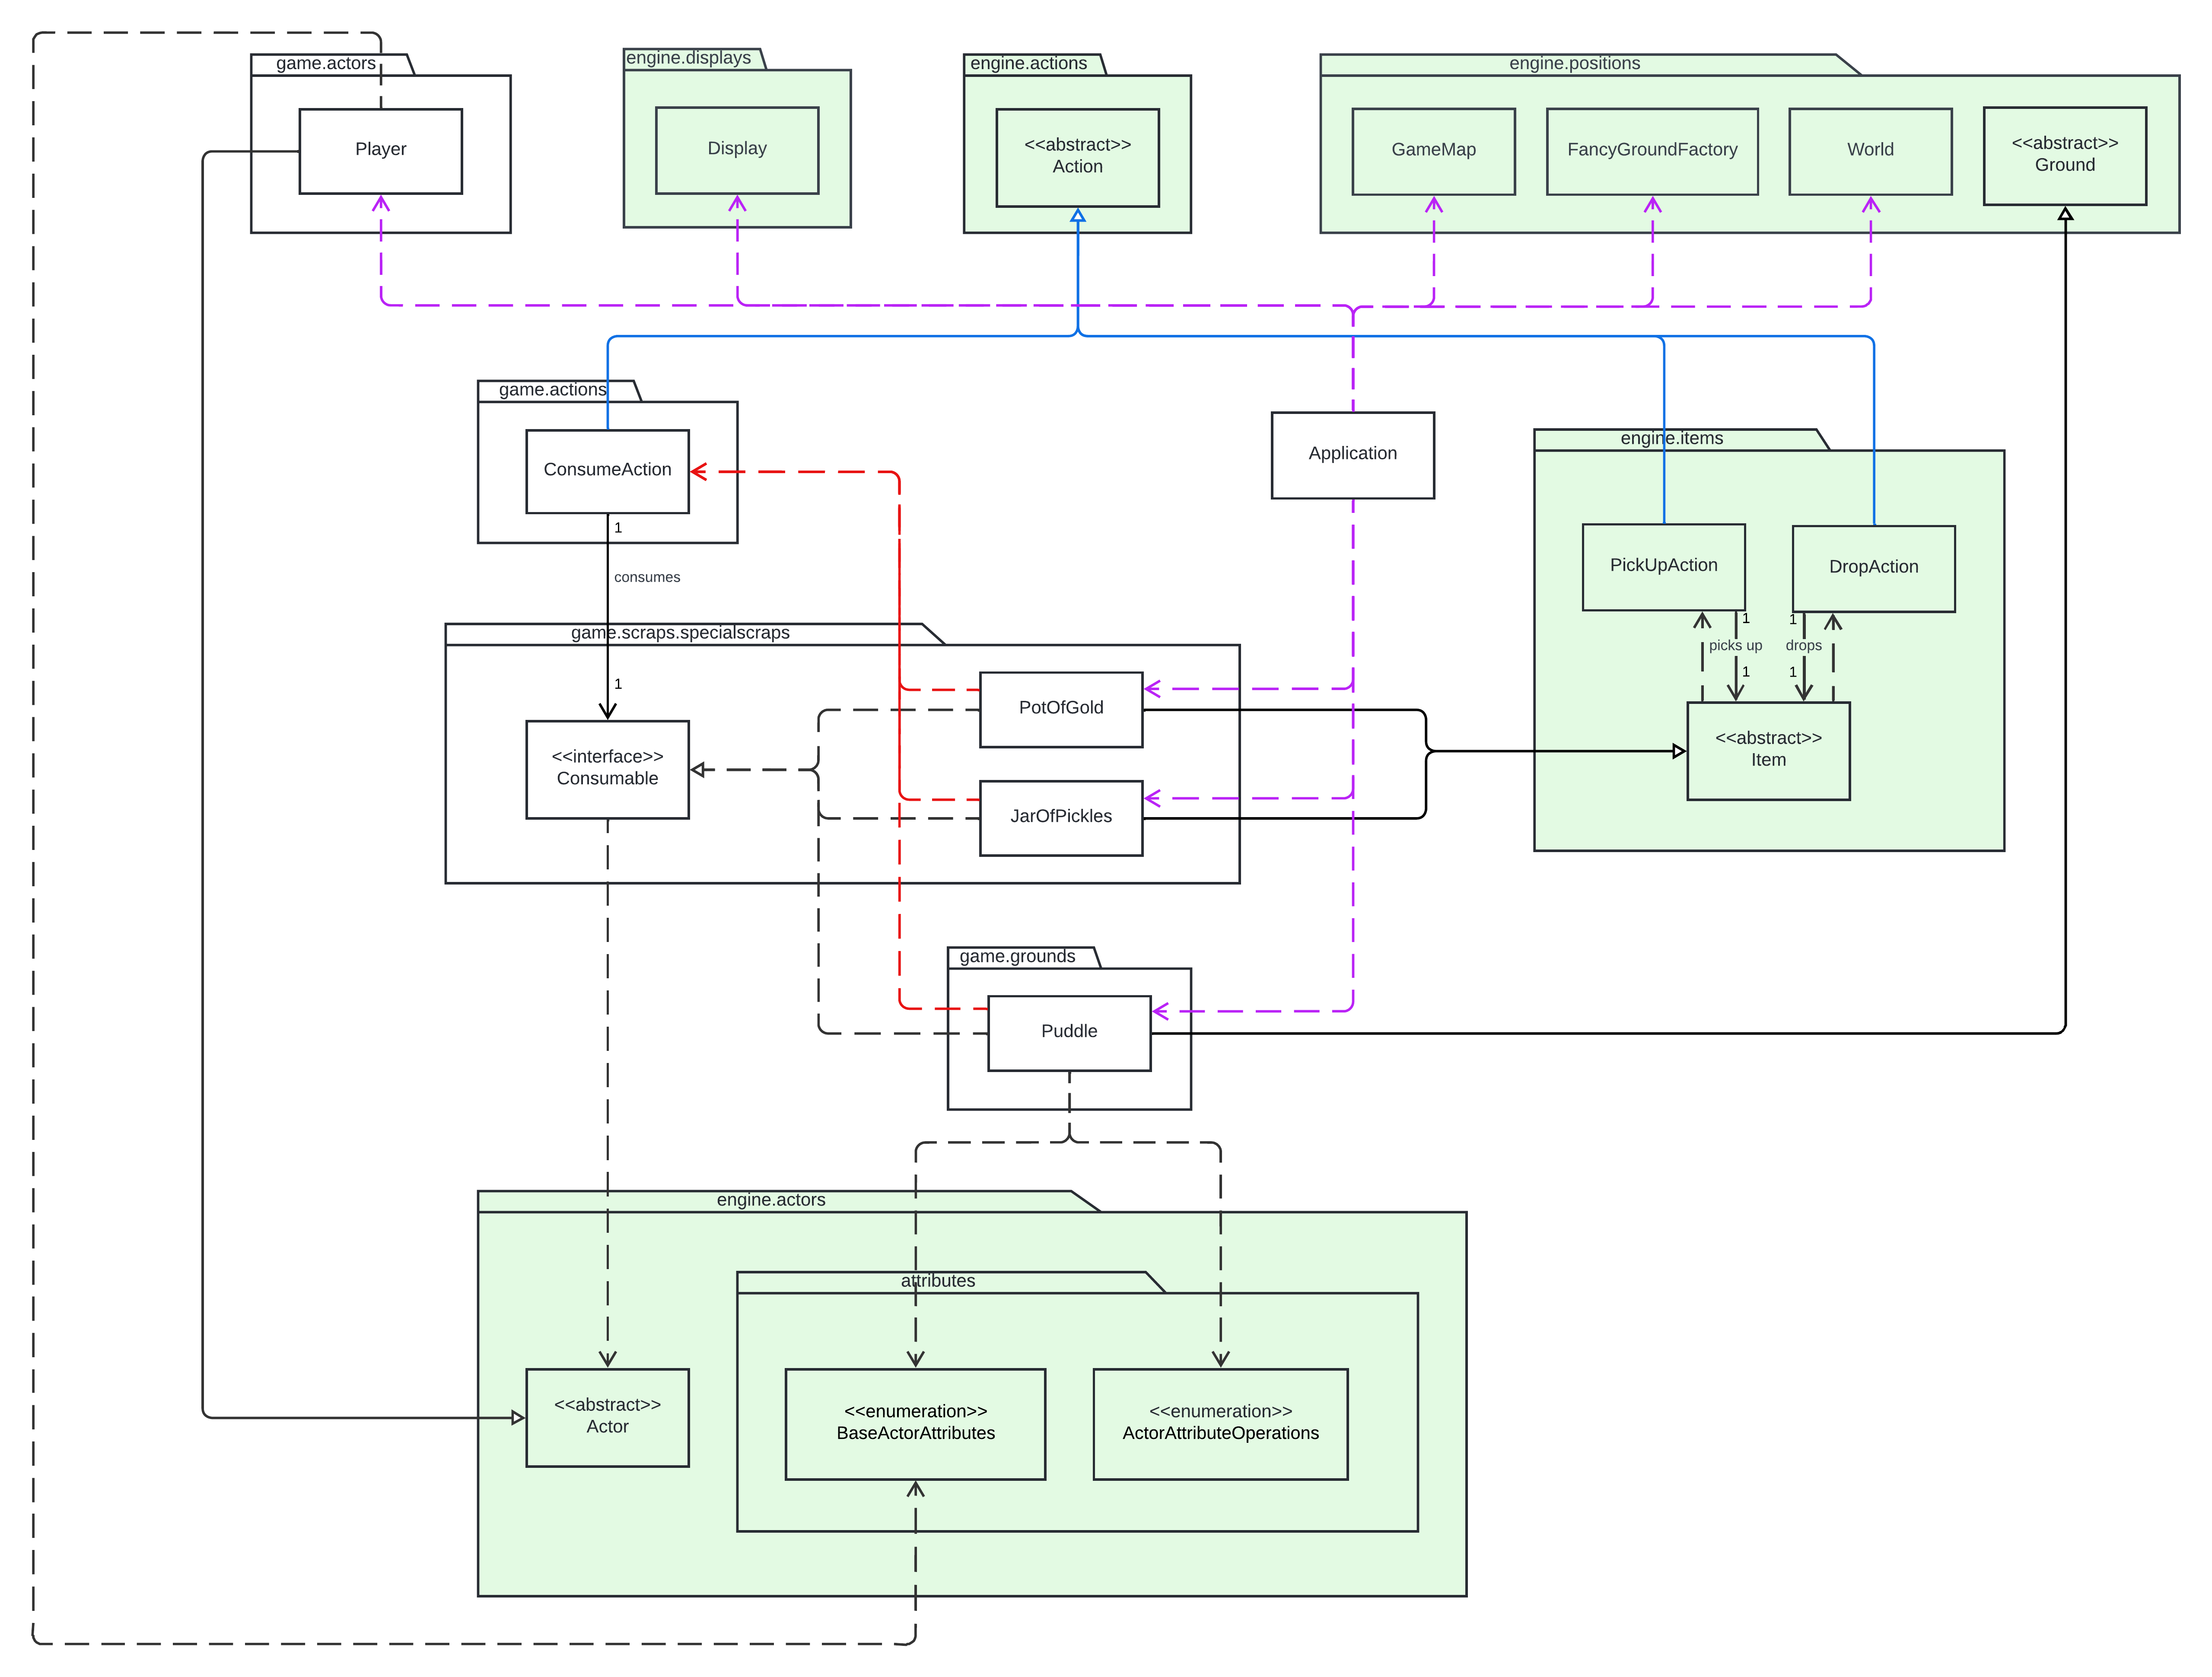 game.actors
engine.displays
engine.actions
engine.positions
Player
Display
<<abstract>>
Action
GameMap
FancyGroundFactory
World
<<abstract>>
Ground
game.actions
ConsumeAction
Application
engine.items
1
consumes
1
PickUpAction
DropAction
1
1
picks up
drops
1
1
<<abstract>>
Item
game.scraps.specialscraps
<<interface>>
Consumable
PotOfGold
JarOfPickles
game.grounds
Puddle
engine.actors
attributes
<<abstract>>
Actor
<<enumeration>>
BaseActorAttributes
<<enumeration>>
ActorAttributeOperations